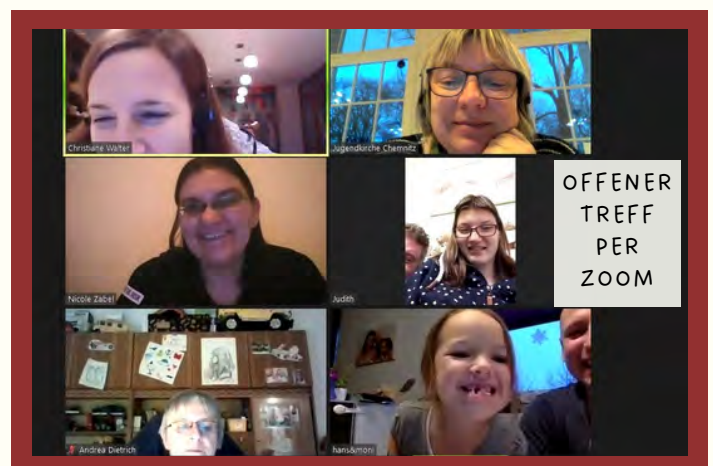 Christiane Walter
Jugendkirche Chemnitz
OFFENER
TREFF
PER
ZOOM
Nicole Zabel
Judith
Andrea Dietrich
hans&moni